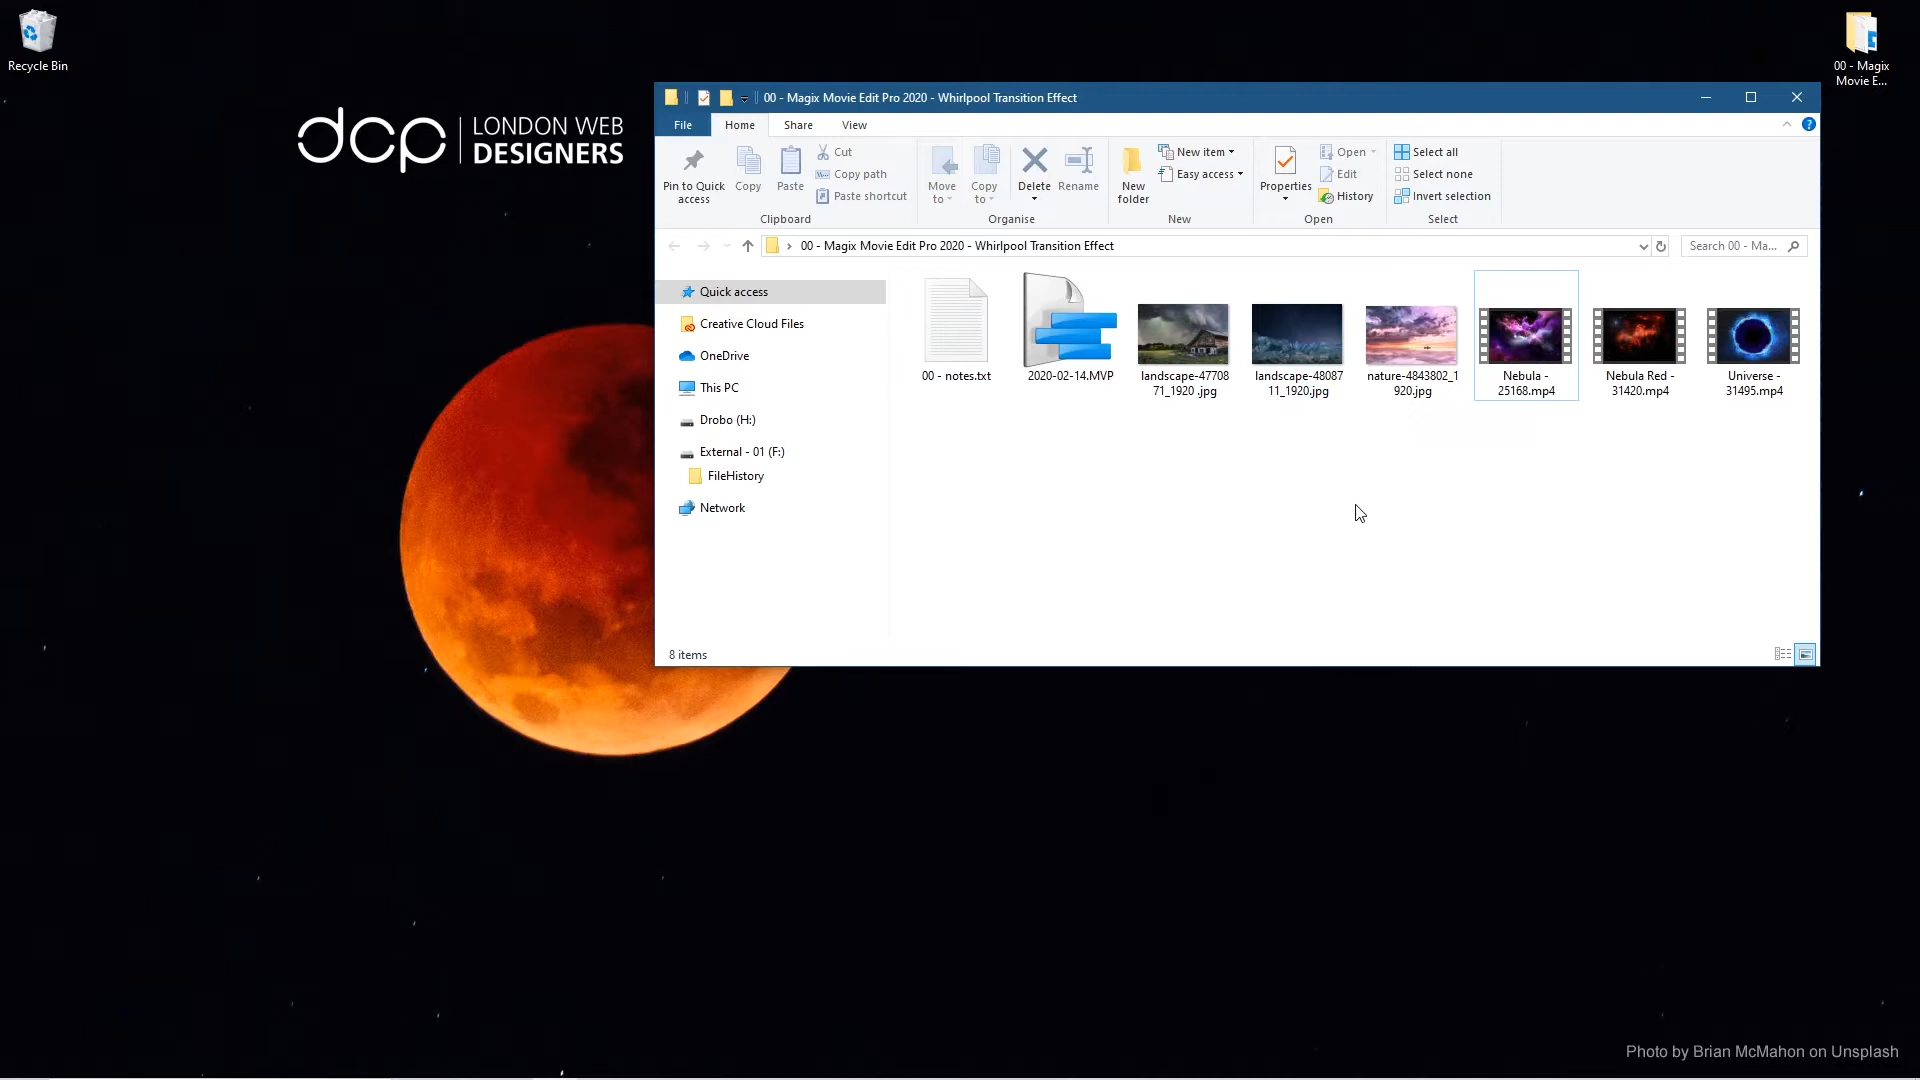 Recycle Bin
00 - Magix
Movie E...
dcp
LONDON WEB
DESIGNERS
00 - Magix Movie Edit Pro 2020 - Whirlpool Transition Effect
File
Home
Share
View
Pin to Quick
access
Copy
Paste
Cut
Copy path
Paste shortcut
Clipboard
Move
to
Copy
to
Delete
Rename
Organise
New
folder
New item
Easy access
New
Properties
Open
Edit
History
Open
Select all
Select none
Invert selection
Select
00 - Magix Movie Edit Pro 2020 - Whirlpool Transition Effect
Search 00 - Ma...
Quick access
Creative Cloud Files
OneDrive
This PC
Drobo (H:)
External - 01 (F:)
FileHistory
Network
00 - notes.txt
2020-02-14.MVP
landscape-47708
71_1920 .jpg
landscape-48087
11_1920.jpg
nature-4843802_1
920.jpg
Nebula -
25168.mp4
Nebula Red -
31420.mp4
Universe -
31495.mp4
8 items
Photo by Brian McMahon on Unsplash